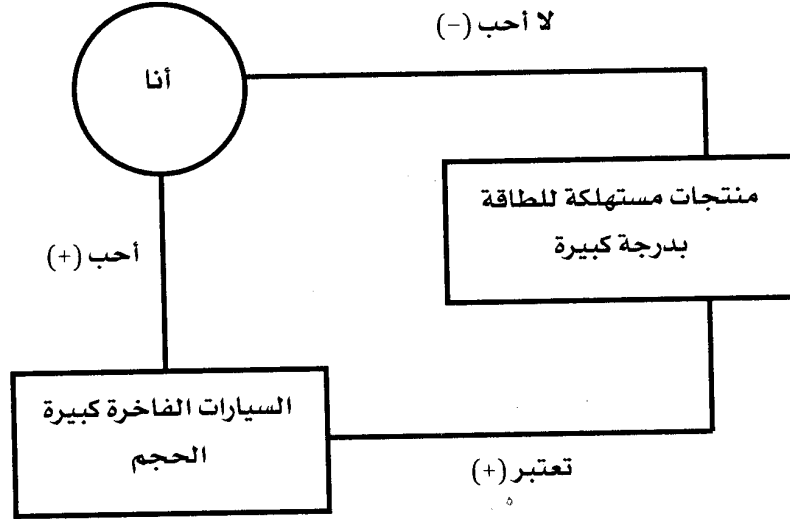 لا أحب (−)
أنا
منتجات مستهلكة للطاقة
بدرجة كبيرة
أحب (+)
السيارات الفاخرة كبيرة
الحجم
تعتبر (+)